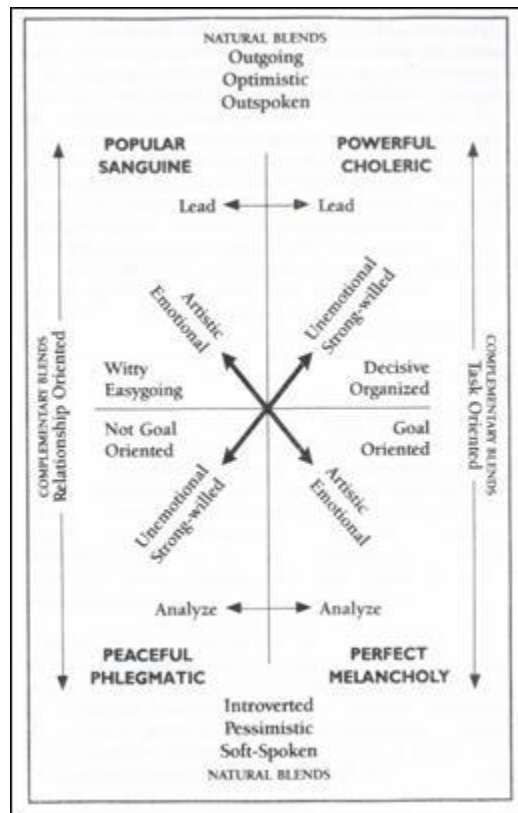 NATURAL BLENDS
Outgoing
Optimistic
Outspoken
POPULAR
SANGUINE
POWERFUL
CHOLERIC
Lead
Lead
Artistic
Emotional
Unemotional
Strong-willed
COMPLEMENTARY BLENDS
Relationship Oriented
Witty
Easygoing
Decisive
Organized
COMPLEMENTARY BLENDS
Task Oriented
Not Goal
Oriented
Goal
Oriented
Unemotional
Strong-willed
Artistic
Emotional
Analyze
Analyze
PEACEFUL
PHLEGMATIC
PERFECT
MELANCHOLY
Introverted
Pessimistic
Soft-Spoken
NATURAL BLENDS